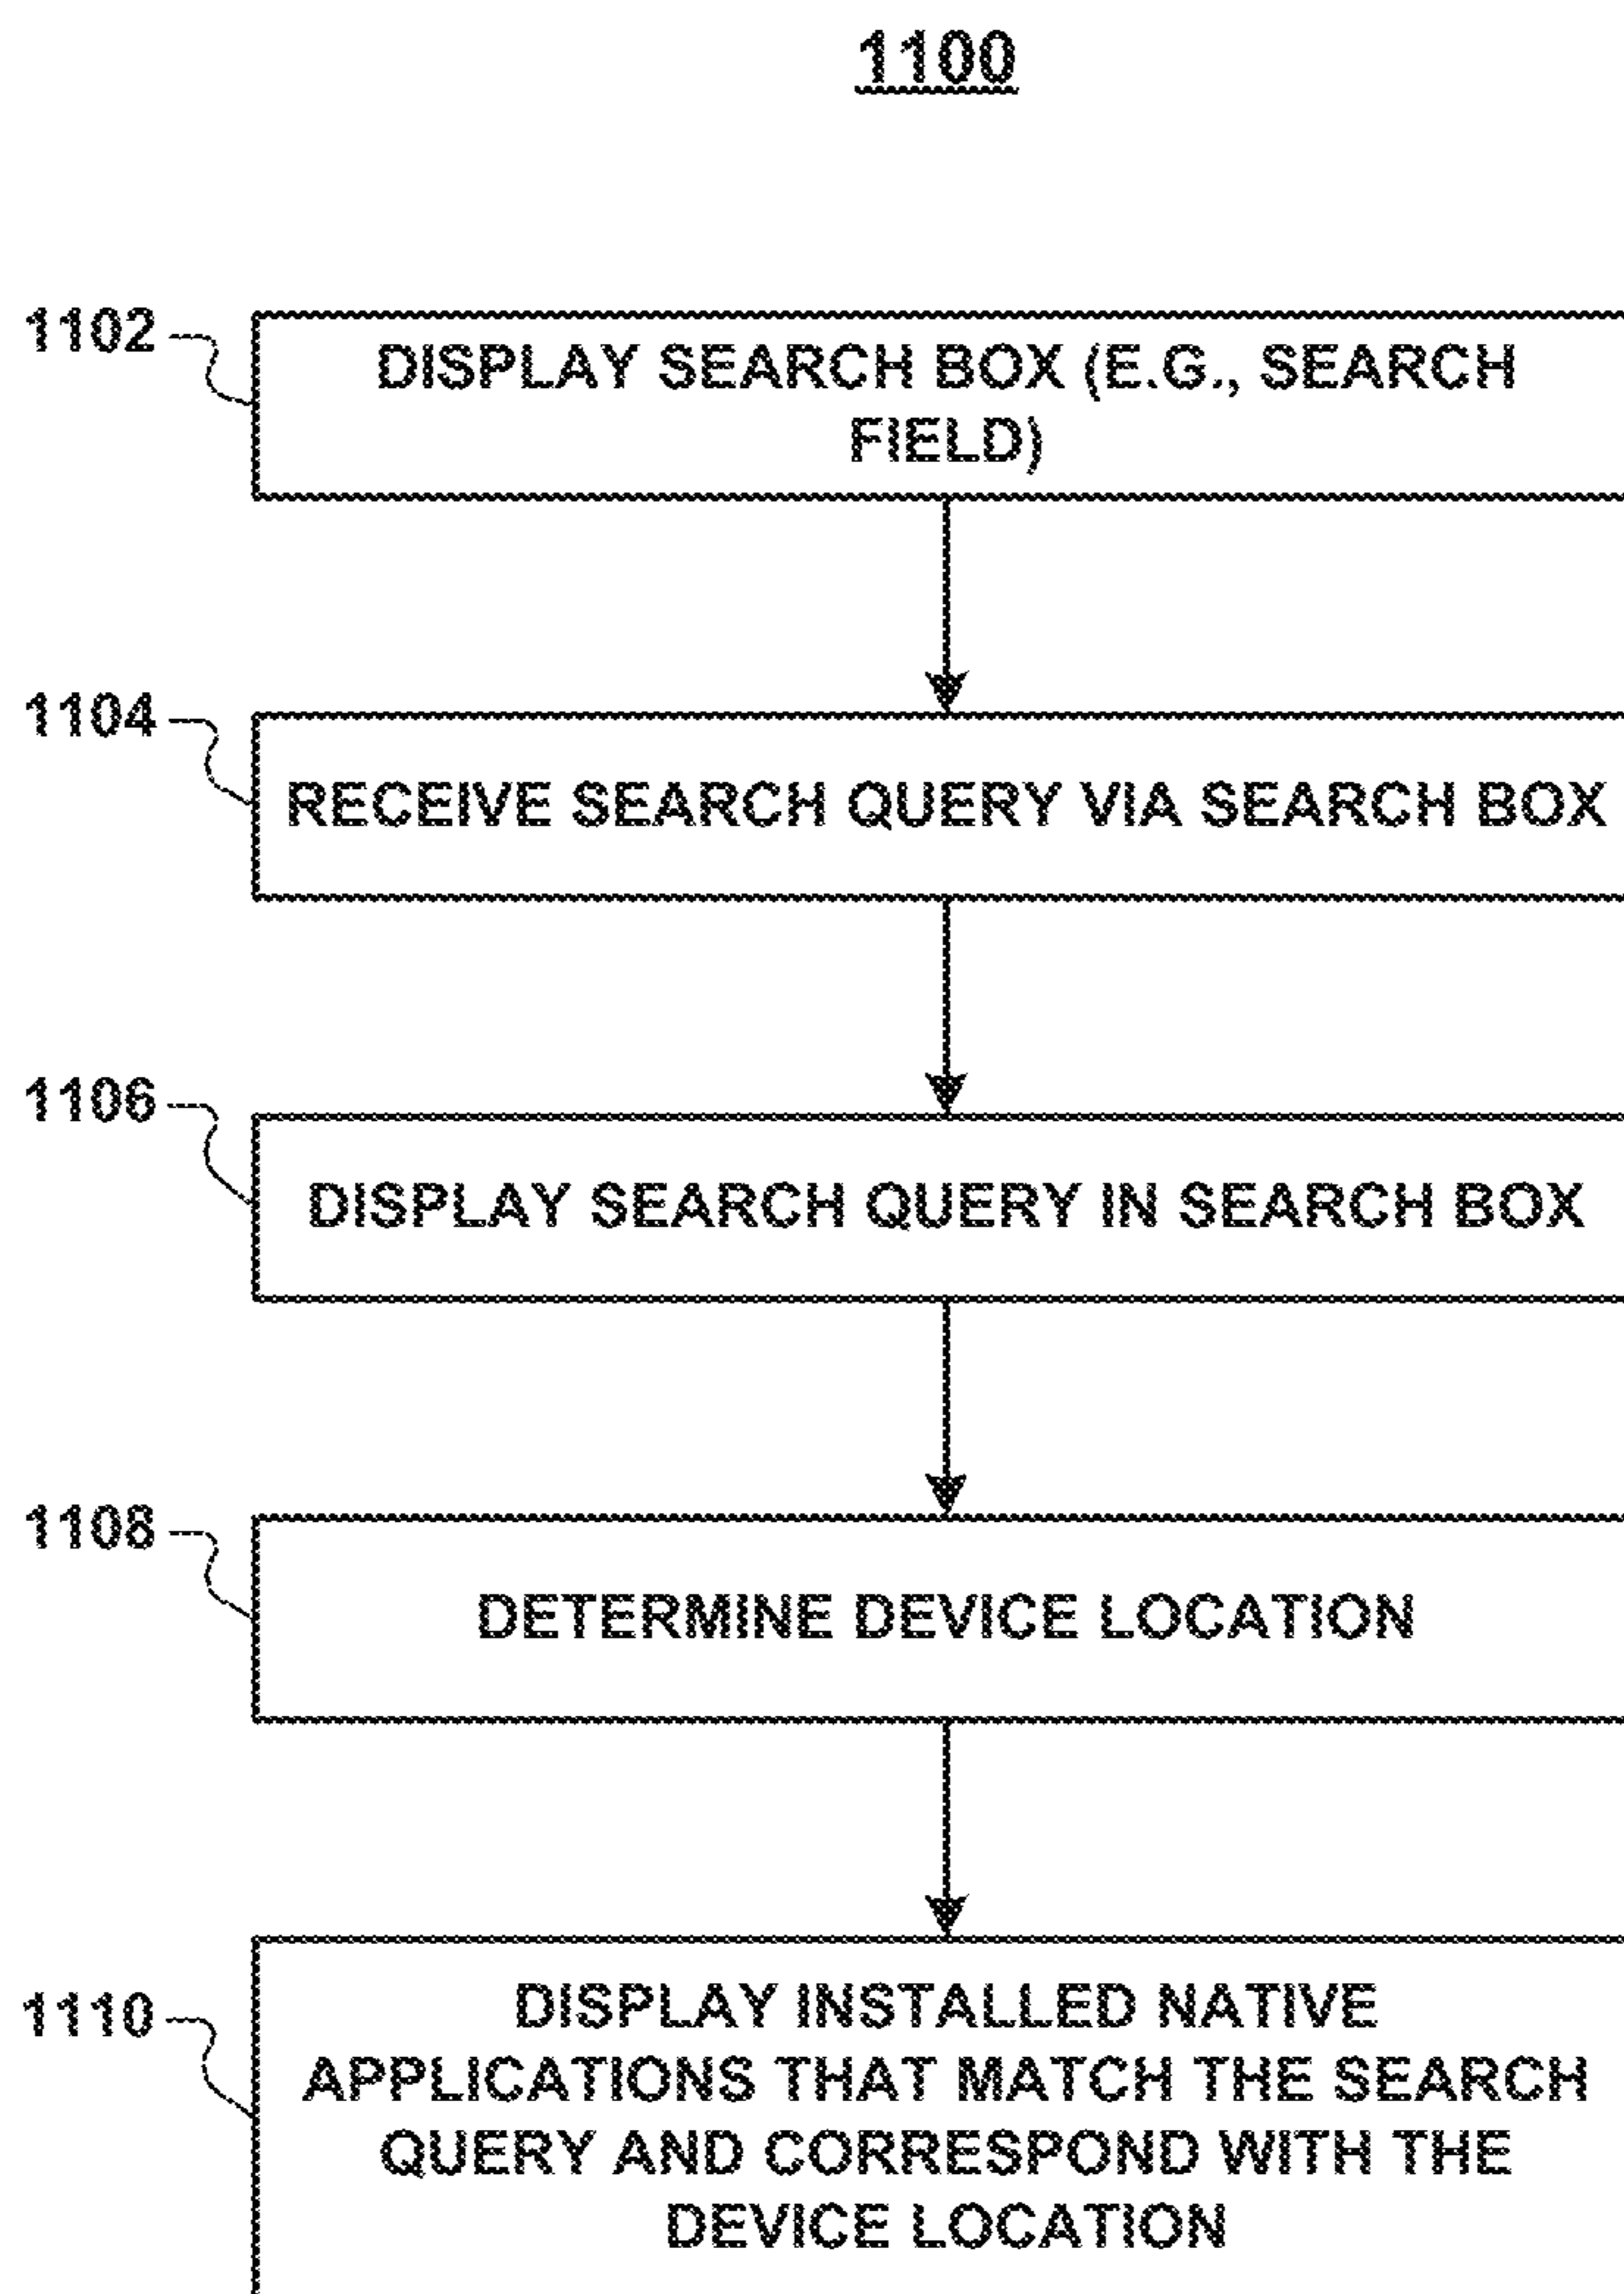 1100
1102
DISPLAY SEARCH BOX (E.G., SEARCH
FIELD)
1104
RECEIVE SEARCH QUERY VIA SEARCH BOX
1106
DISPLAY SEARCH QUERY IN SEARCH BOX
1108
DETERMINE DEVICE LOCATION
1110
DISPLAY INSTALLED NATIVE
APPLICATIONS THAT MATCH THE SEARCH
QUERY AND CORRESPOND WITH THE
DEVICE LOCATION